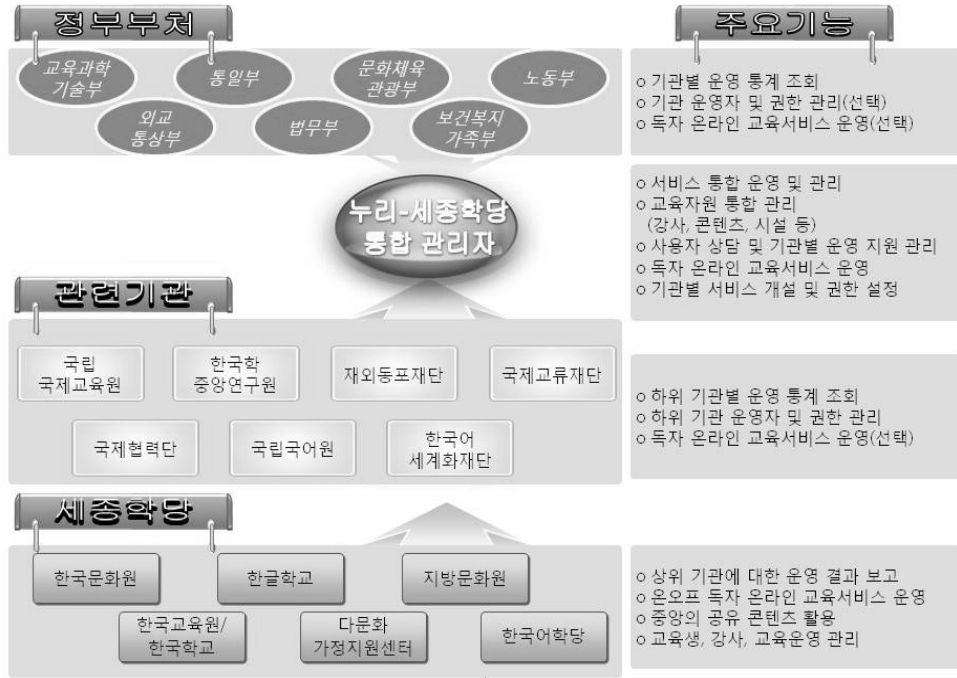 정부부처
주요기능
교육과학
기술부
통일부
문화체육
관광부
노동부
외교
통상부
법무부
보건복지
가족부
o 기관별 운영 통계 조회
o 기관 운영자 및 권한 관리(선택)
o 독자 온라인 교육서비스 운영(선택)
누리-세종학당
통합 관리자
o 서비스 통합 운영 및 관리
o 교육자원 통합 관리
(강사, 콘텐츠, 시설 등)
o 사용자 상담 및 기관별 운영 지원 관리
o 독자 온라인 교육서비스 운영
o 기관별 서비스 개설 및 권한 설정
관련기관
국립
국제교육원
한국학
중앙연구원
재외동포재단
국제교류재단
국제협력단
국립국어원
한국어
세계화재단
o 하위 기관별 운영 통계 조회
o 하위 기관 운영자 및 권한 관리
o 독자 온라인 교육서비스 운영(선택)
세종학당
한국문화원
한글학교
지방문화원
한국교육원/
한국학교
다문화
가정지원센터
한국어학당
o 상위 기관에 대한 운영 결과 보고
o 온오프 독자 온라인 교육서비스 운영
o 중앙의 공유 콘텐츠 활용
o 교육생, 강사, 교육운영 관리